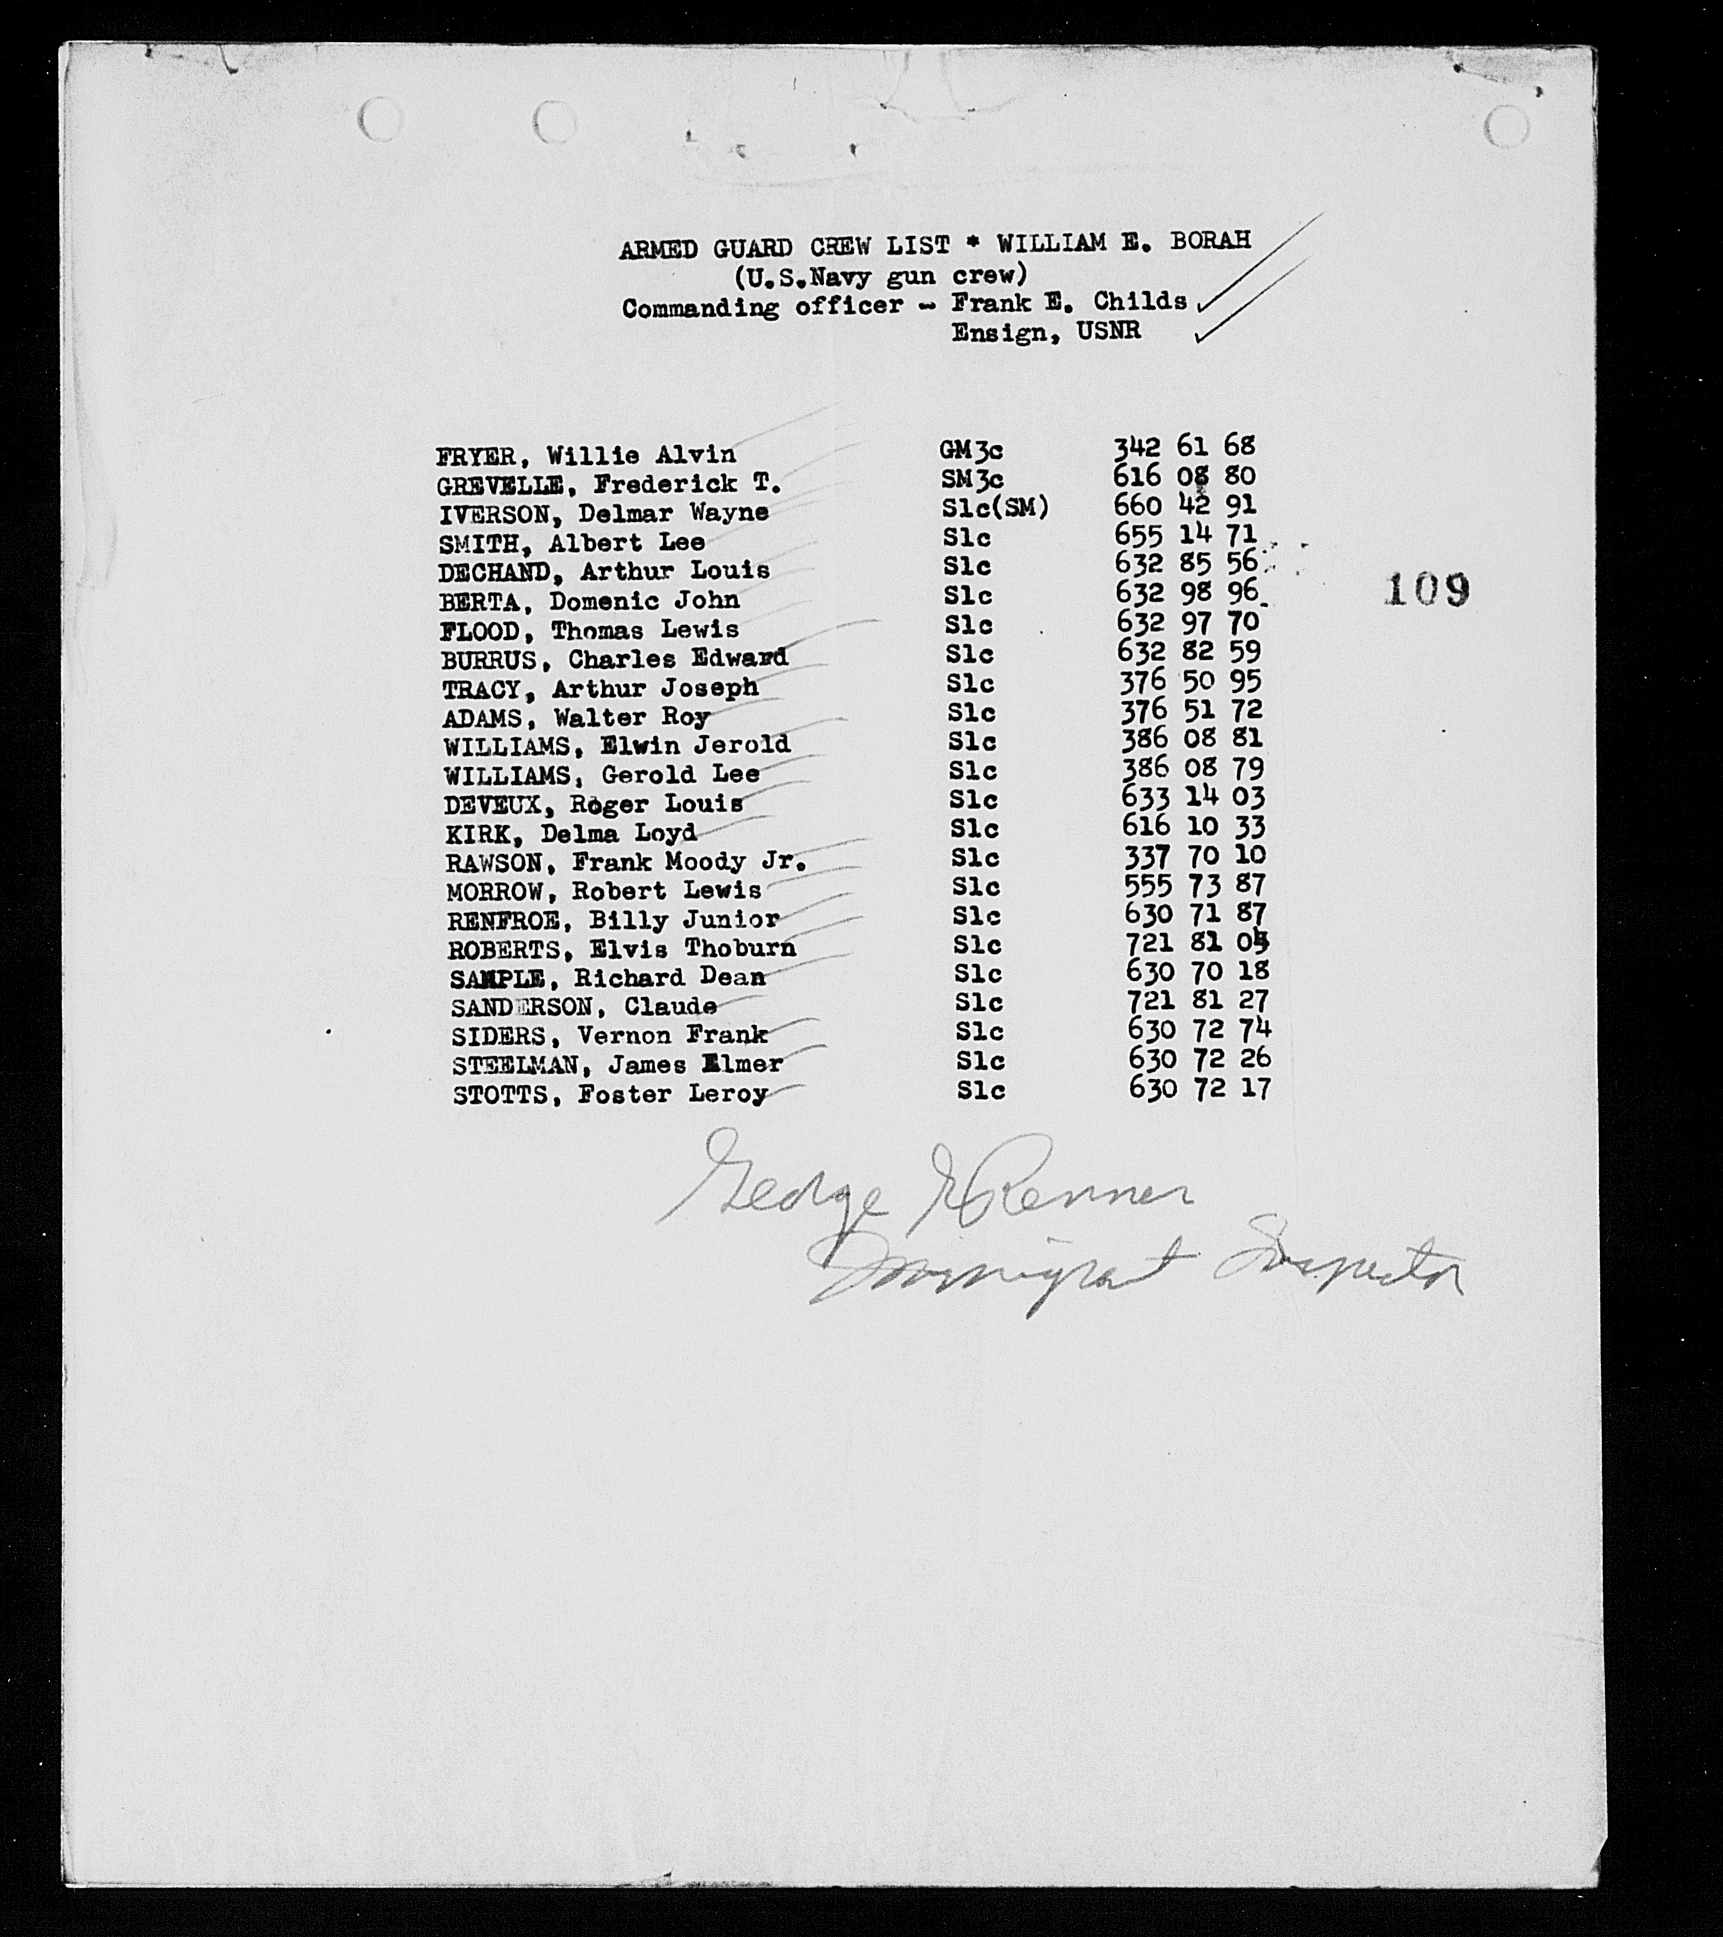 ARMED GUARD CREW LIST * WILLIAM E. BORAH
(U.S.Navy gun crew)
Commanding officer - Frank E. Childs
Ensign, USNR
FRYER, Willie Alvin GM3c 342 61 68
GREVELLE, Frederick T. SM3c 616 08 80
IVERSON, Delmar Wayne S1c(SM) 660 42 91
SMITH, Albert Lee S1c 655 14 71
DECHAND, Arthur Louis S1c 632 85 56
109
BERTA, Domenic John S1c 632 98 96
FLOOD, Thomas Lewis S1c 632 97 70
BURRUS, Charles Edward S1c 632 82 59
TRACY, Arthur Joseph S1c 376 50 95
ADAMS, Walter Roy S1c 376 51 72
WILLIAMS, Elwin Jerold S1c 386 08 81
WILLIAMS, Gerold Lee S1c 386 08 79
DEVEUX, Roger Louis S1c 633 14 03
KIRK, Delma Loyd S1c 616 10 33
RAWSON, Frank Moody Jr. S1c 337 70 10
MORROW, Robert Lewis S1c 555 73 87
RENFROE, Billy Junior S1c 630 71 87
ROBERTS, Elvis Thoburn S1c 721 81
SAMPLE, Richard Dean S1c 630 70 18
SANDERSON, Claude S1c 721 81 27
SIDERS, Vernon Frank S1c 630 72 74
STEELMAN, James Elmer S1c 630 72 26
STOTTS, Foster Leroy S1c 630 72 17
George Renner
Immigrant Inspector